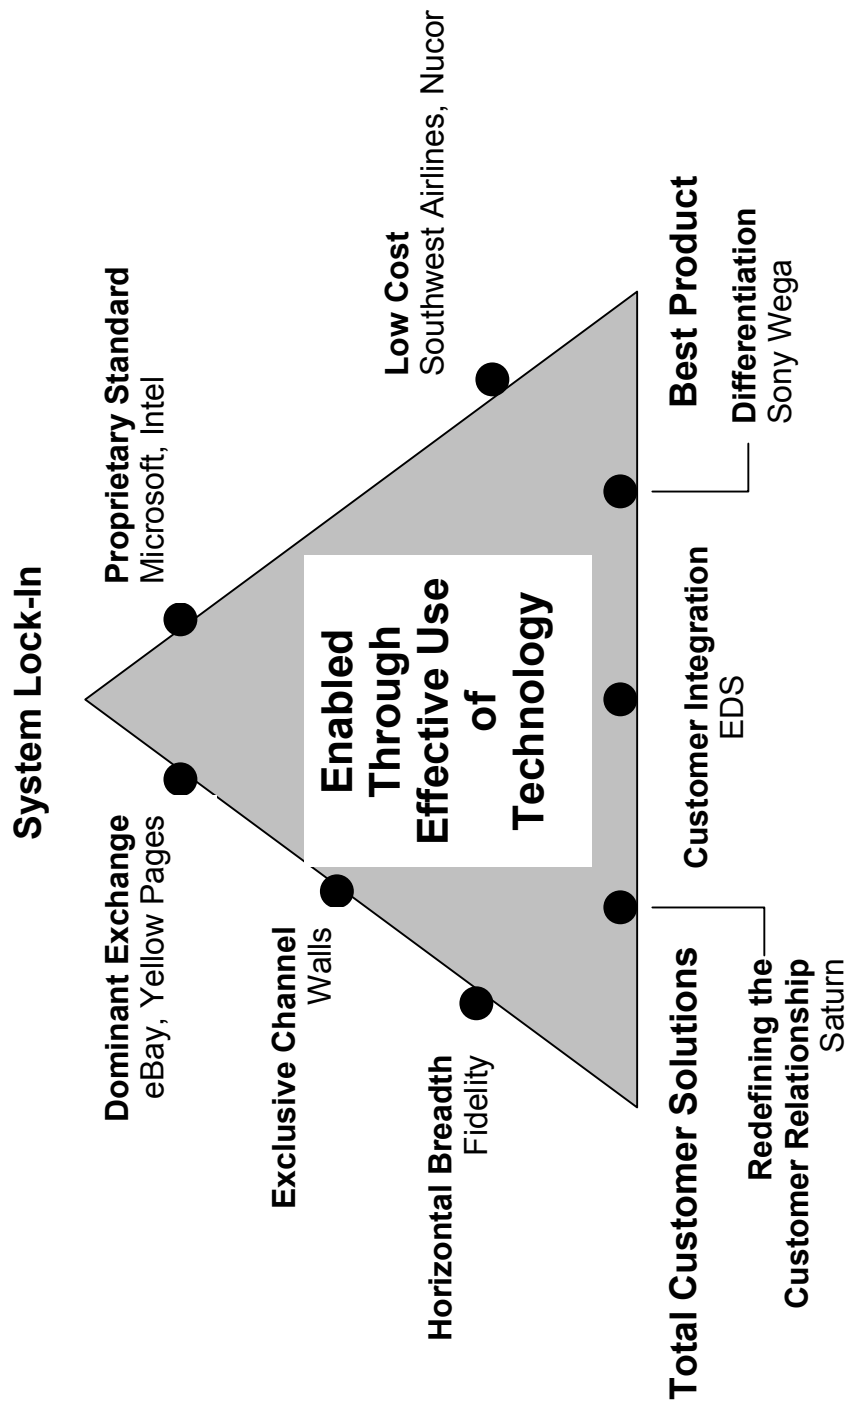 System Lock-In
Dominant Exchange
eBay, Yellow Pages
Proprietary Standard
Microsoft, Intel
Exclusive Channel
Walls
Horizontal Breadth
Fidelity
Low Cost
Southwest Airlines, Nucor
Enabled
Through
Effective Use
of
Technology
Total Customer Solutions
Best Product
Redefining the
Customer Relationship
Saturn
Customer Integration
EDS
Differentiation
Sony Wega